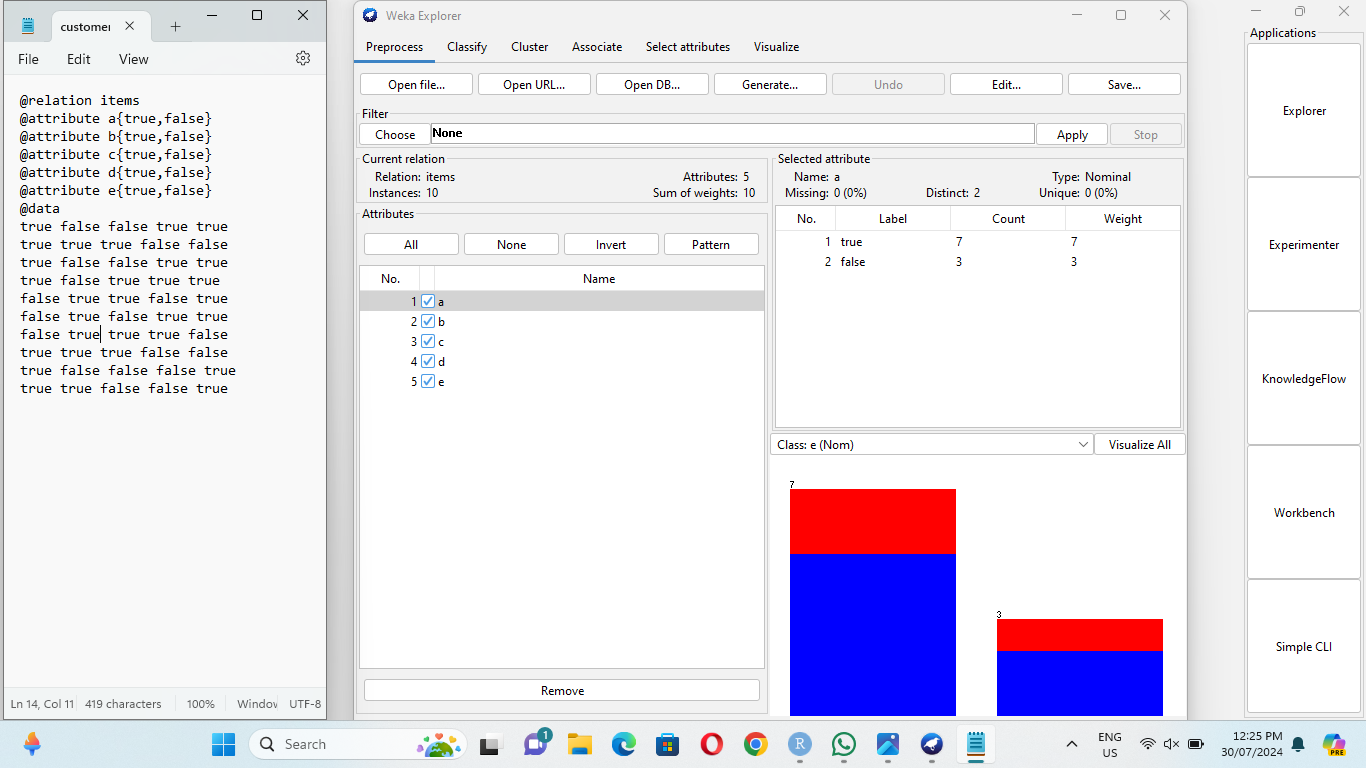 customer
File Edit View
@relation items
@attribute a{true,false}
@attribute b{true,false}
@attribute c{true,false}
@attribute d{true,false}
@attribute e{true,false}
@data
true false false true true
true true true false false
true false false true true
true false true true true
false true true false true
false true false true true
false true true true false
true true true false false
true false false false true
true true false false true
Ln 14, Col 11 419 characters 100% Window UTF-8
Weka Explorer
Preprocess Classify Cluster Associate Select attributes Visualize
Open file... Open URL... Open DB... Generate... Undo Edit... Save...
Filter
Choose None Apply Stop
Current relation
Relation: items Attributes: 5
Instances: 10 Sum of weights: 10
Attributes
All None Invert Pattern
No. Name
1 a
2 b
3 c
4 d
5 e
Remove
Selected attribute
Name: a Type: Nominal
Missing: 0 (0%) Distinct: 2 Unique: 0 (0%)
No. Label Count Weight
1 true 7 7
2 false 3 3
Class: e (Nom) Visualize All
7
3
Applications
Explorer
Experimenter
KnowledgeFlow
Workbench
Simple CLI
Search
1
R
ENG
US
12:25 PM
30/07/2024
PRE